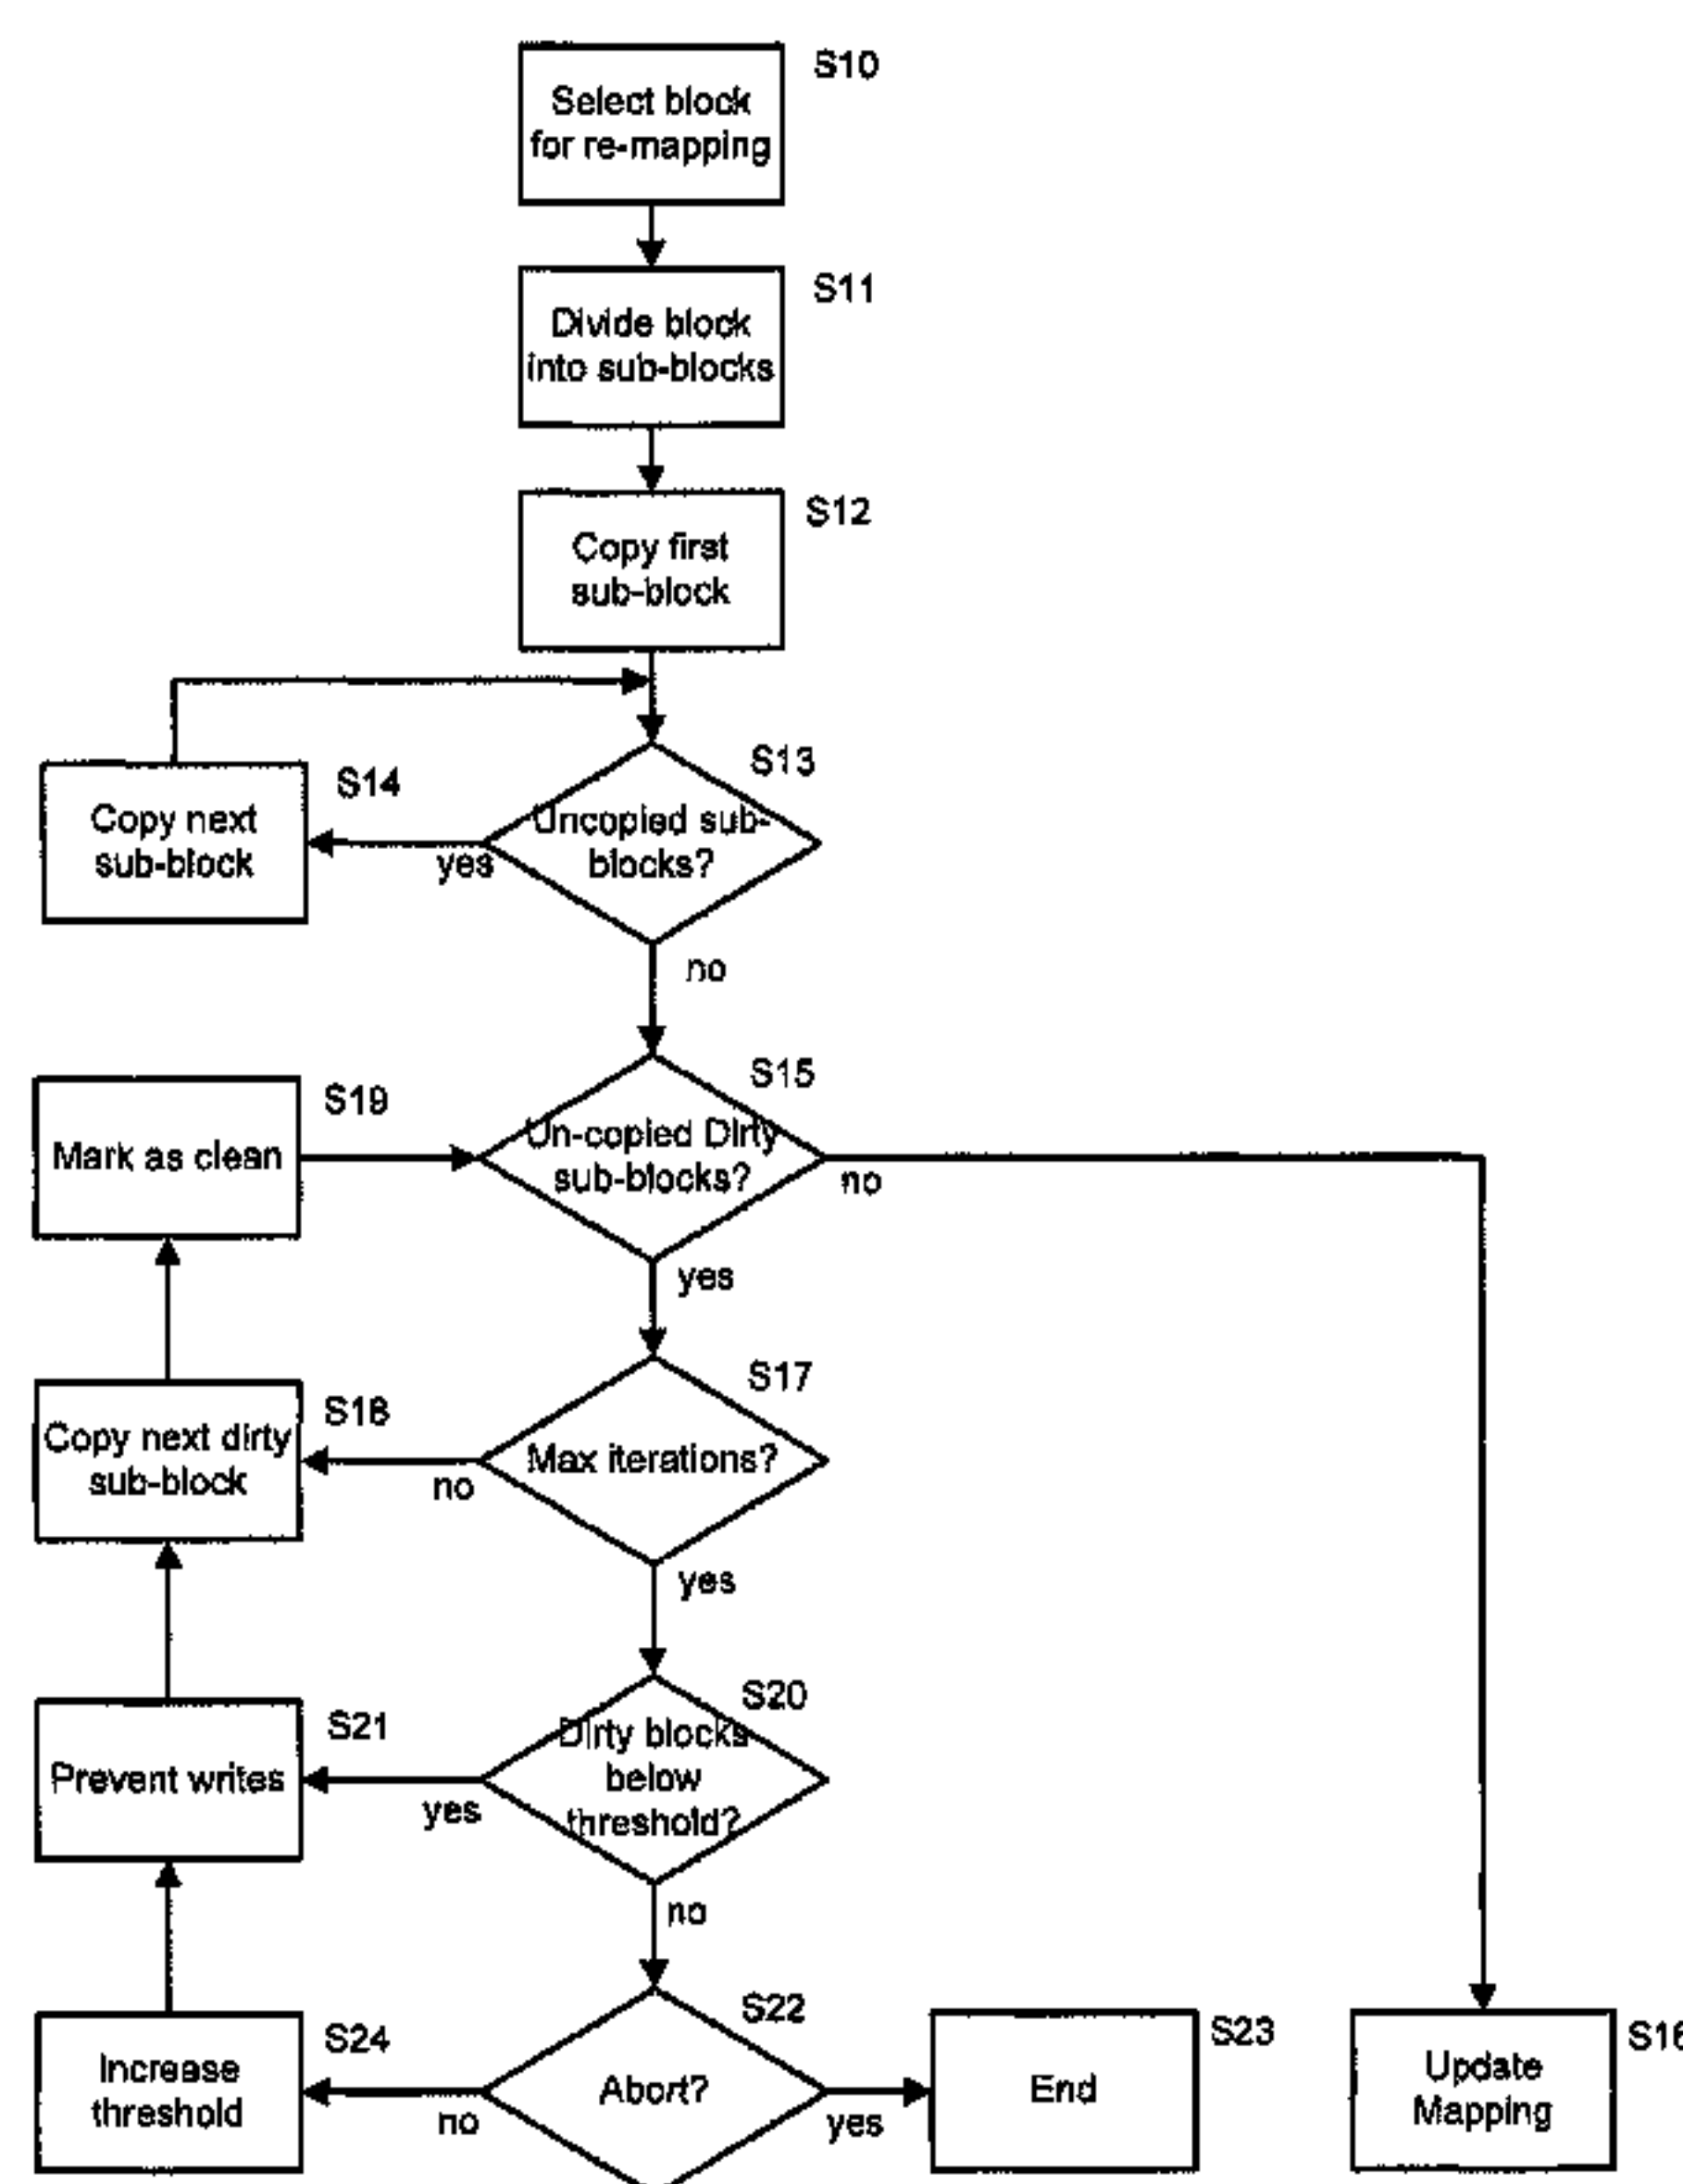 S10
Select block
for re-mapping
S11
Divide block
into sub-blocks
S12
Copy first
sub-block
S13
Uncopied sub-
blocks?
S14
Copy next
sub-block
yes
no
S15
Un-copied Dirty
sub-blocks?
no
S19
Mark as clean
yes
S17
Max iterations?
S18
Copy next dirty
sub-block
no
yes
S20
Dirty blocks
below
threshold?
S21
Prevent writes
yes
no
S22
Abort?
S24
Increase
threshold
no
yes
S23
End
S16
Update
Mapping